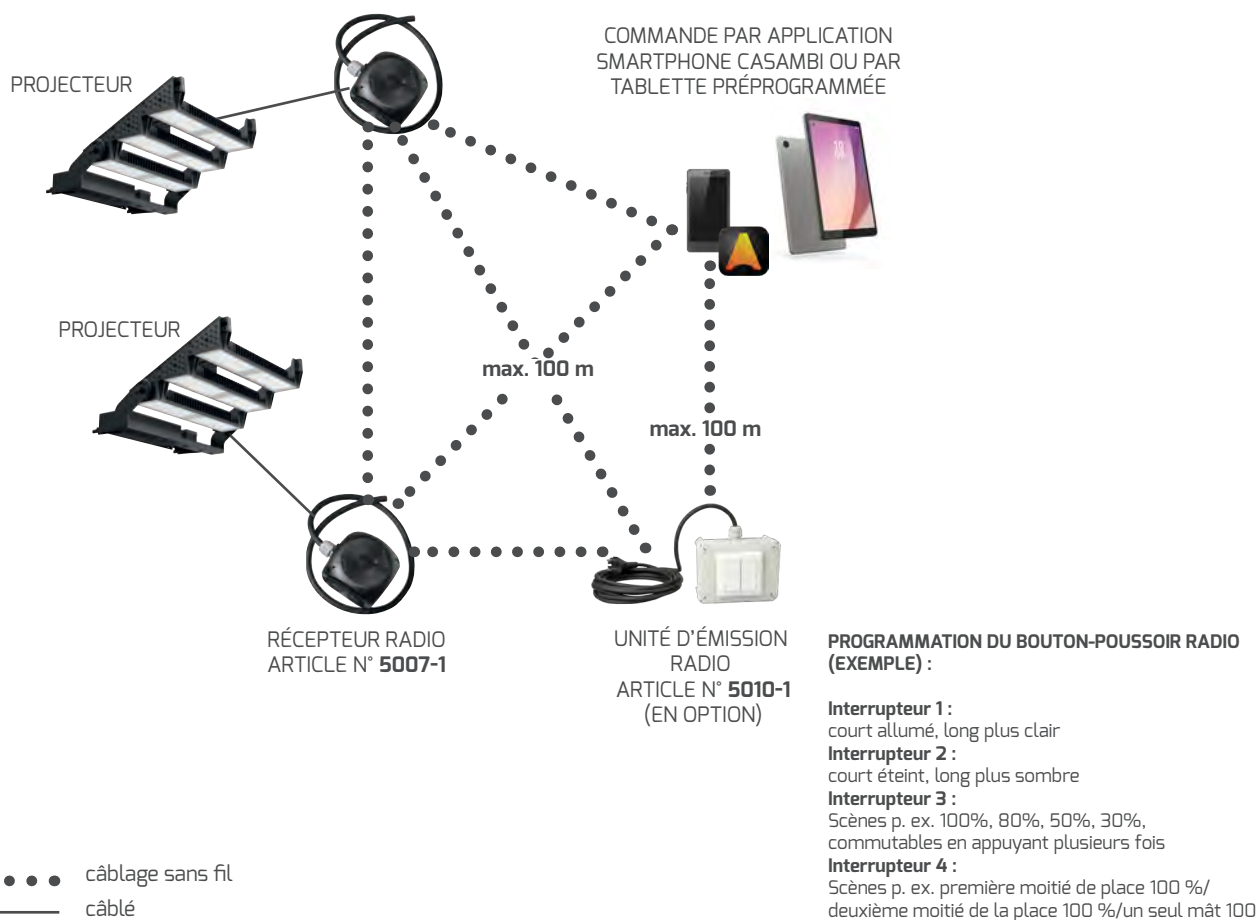 COMMANDE PAR APPLICATION
SMARTPHONE CASAMBI OU PAR
TABLETTE PRÉPROGRAMMÉE
PROJECTEUR
PROJECTEUR
max. 100 m
max. 100 m
RÉCEPTEUR RADIO
ARTICLE N° 5007-1
UNITÉ D'ÉMISSION
RADIO
ARTICLE N° 5010-1
(EN OPTION)
PROGRAMMATION DU BOUTON-POUSSOIR RADIO
(EXEMPLE) :
Interrupteur 1 :
court allumé, long plus clair
Interrupteur 2 :
court éteint, long plus sombre
Interrupteur 3 :
Scènes p. ex. 100%, 80%, 50%, 30%,
commutables en appuyant plusieurs fois
Interrupteur 4 :
Scènes p. ex. première moitié de place 100 %/
deuxième moitié de la place 100 %/un seul mât 100
câblage sans fil
câblé